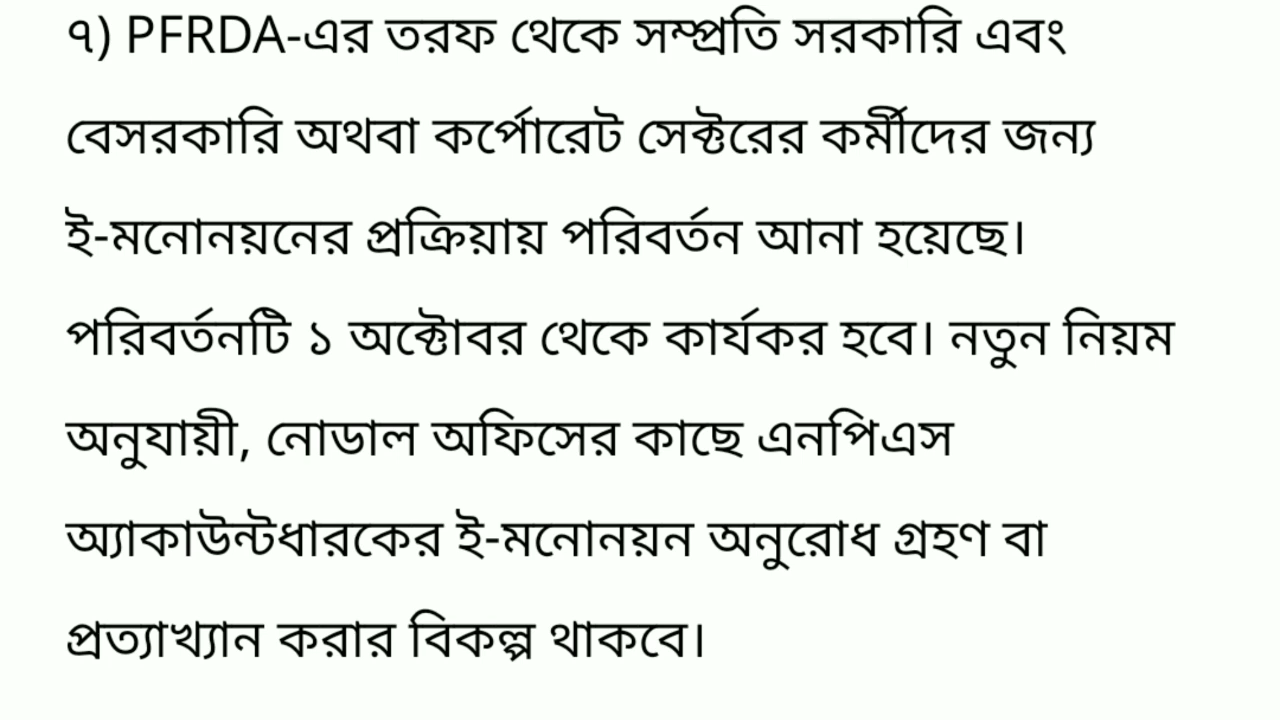 ৭) PFRDA-এর তরফ থেকে সম্প্রতি সরকারি এবং
বেসরকারি অথবা কর্পোরেট সেক্টরের কর্মীদের জন্য
ই-মনোনয়নের প্রক্রিয়ায় পরিবর্তন আনা হয়েছে।
পরিবর্তনটি ১ অক্টোবর থেকে কার্যকর হবে। নতুন নিয়ম
অনুযায়ী, নোডাল অফিসের কাছে এনপিএস
অ্যাকাউন্টধারকের ই-মনোনয়ন অনুরোধ গ্রহণ বা
প্রত্যাখ্যান করার বিকল্প থাকবে।